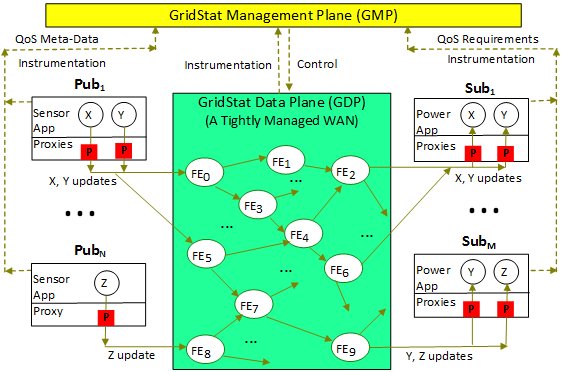 GridStat Management Plane (GMP)
QoS Meta-Data
QoS Requirements
Instrumentation
Instrumentation
Control
Instrumentation
Pub1
Sub1
GridStat Data Plane (GDP)
(A Tightly Managed WAN)
Sensor
App
X
Y
Proxies
P
P
Power
App
X
Y
Proxies
P
P
X, Y updates
X, Y updates
FE0
FE1
FE2
...
FE3
...
FE4
...
...
...
...
FE5
...
FE6
PubN
SubM
Sensor
App
Z
Proxy
P
Power
App
Y
Z
Proxies
P
P
FE7
FE8
...
FE9
Z update
Y, Z updates